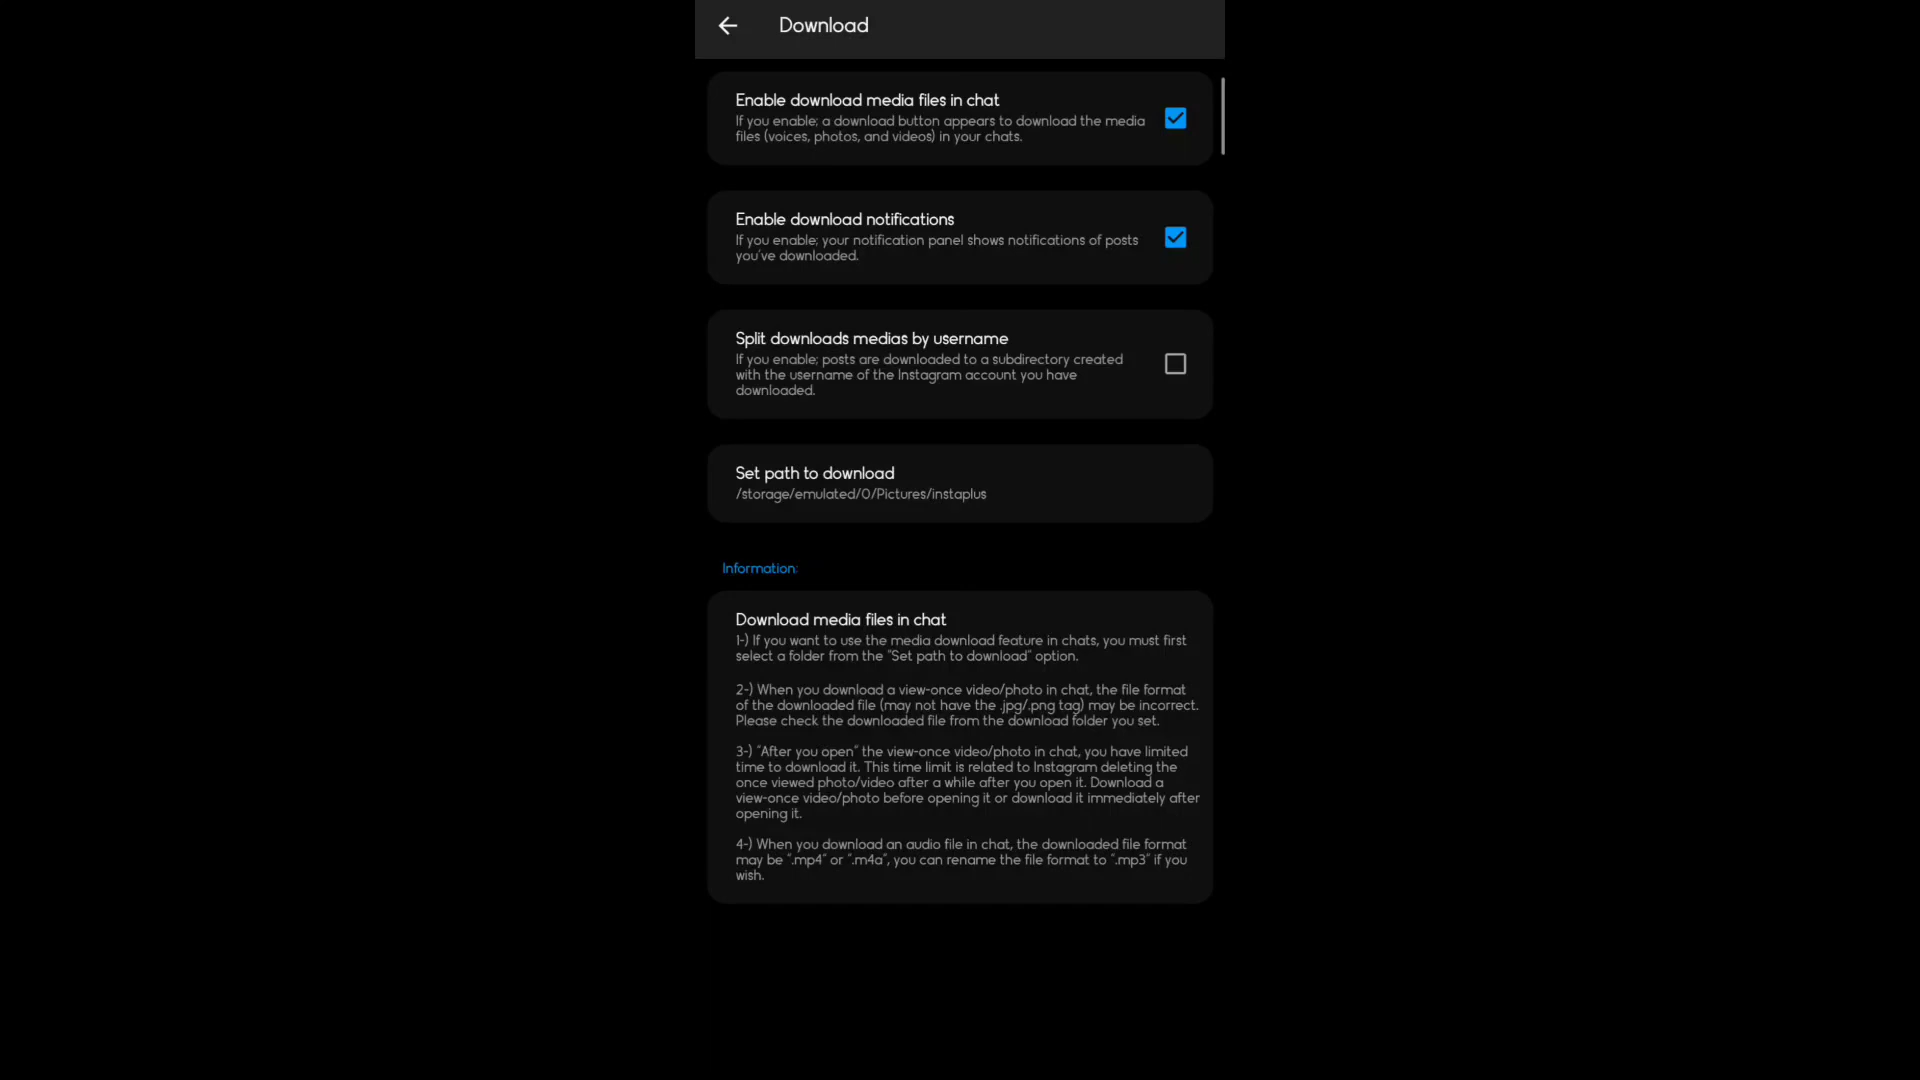 Download
Enable download media files in chat
If you enable; a download button appears to download the media
files (voices, photos, and videos) in your chats.
Enable download notifications
If you enable; your notification panel shows notifications of posts
you've downloaded.
Split downloads medias by username
If you enable; posts are downloaded to a subdirectory created
with the username of the Instagram account you have
downloaded.
Set path to download
/storage/emulated/0/Pictures/instaplus
Information:
Download media files in chat
1-) If you want to use the media download feature in chats, you must first
select a folder from the "Set path to download" option.
2-) When you download a view-once video/photo in chat, the file format
of the downloaded file (may not have the .jpg/.png tag) may be incorrect.
Please check the downloaded file from the download folder you set.
3-) "After you open" the view-once video/photo in chat, you have limited
time to download it. This time limit is related to Instagram deleting the
once viewed photo/video after a while after you open it. Download a
view-once video/photo before opening it or download it immediately after
opening it.
4-) When you download an audio file in chat, the downloaded file format
may be ".mp4" or ".m4a", you can rename the file format to ".mp3" if you
wish.